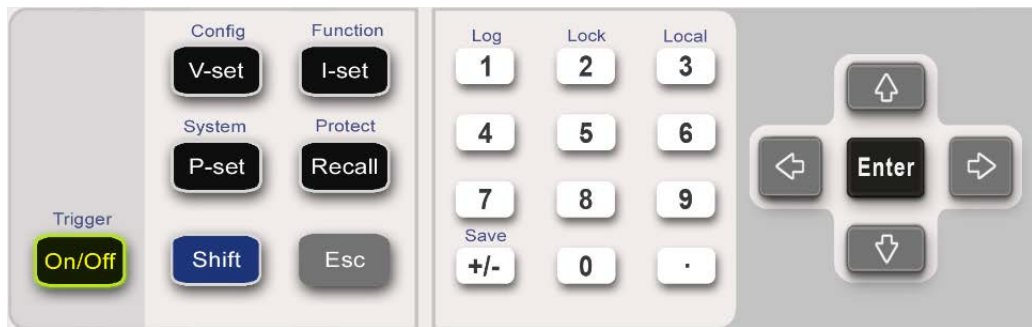 Config Function
V-set I-set
System Protect
P-set Recall
Trigger
On/Off Shift Esc
Log Lock Local
1 2 3
4 5 6
7 8 9
Save
+/- 0 .
Enter